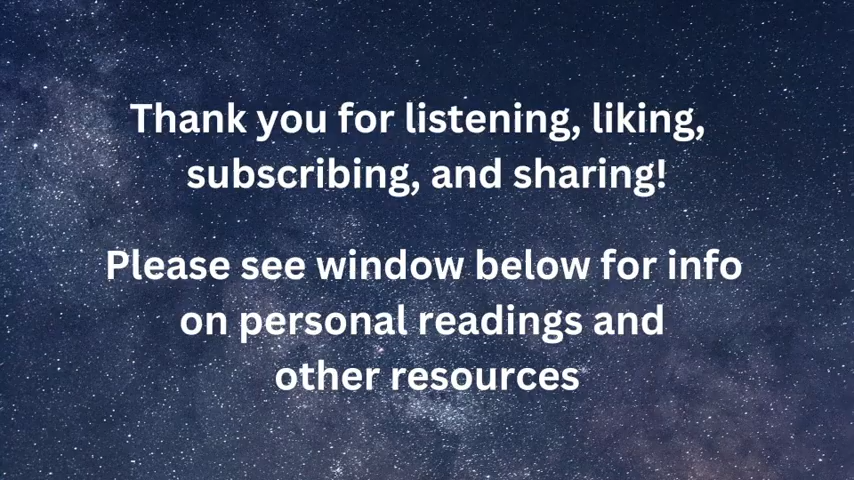 Thank you for listening, liking,
subscribing, and sharing!
Please see window below for info
on personal readings and
other resources